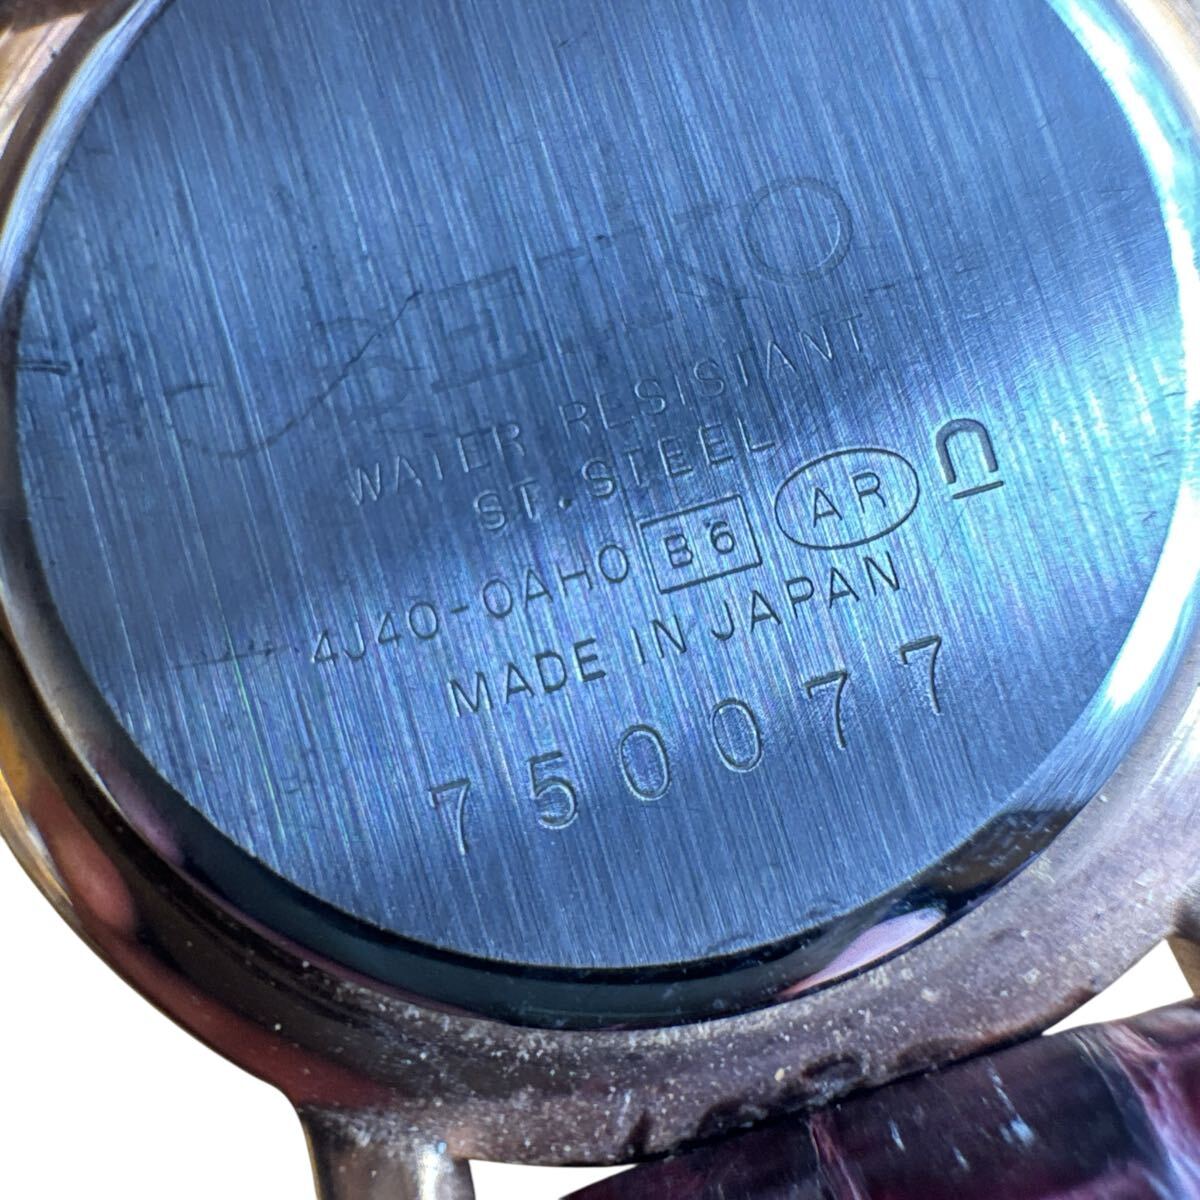 SEIKO
WATER RESISTANT
ST.STEEL
4J40-0AH0 B6 AR
MADE IN JAPAN
750077